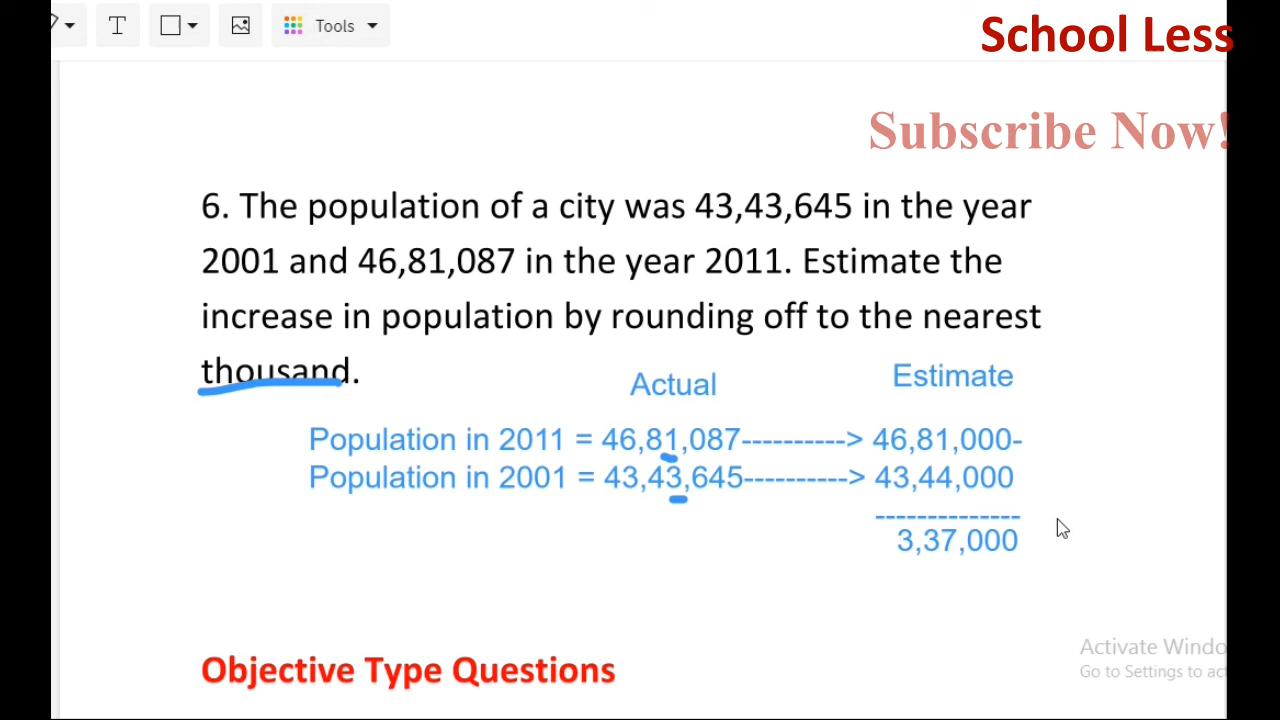 T
Tools
School Less
Subscribe Now!
6. The population of a city was 43,43,645 in the year
2001 and 46,81,087 in the year 2011. Estimate the
increase in population by rounding off to the nearest
thousand.
Actual
Estimate
Population in 2011 = 46,81,087----------> 46,81,000-
Population in 2001 = 43,43,645----------> 43,44,000
--------------
3,37,000
Objective Type Questions
Activate Windo
Go to Settings to act